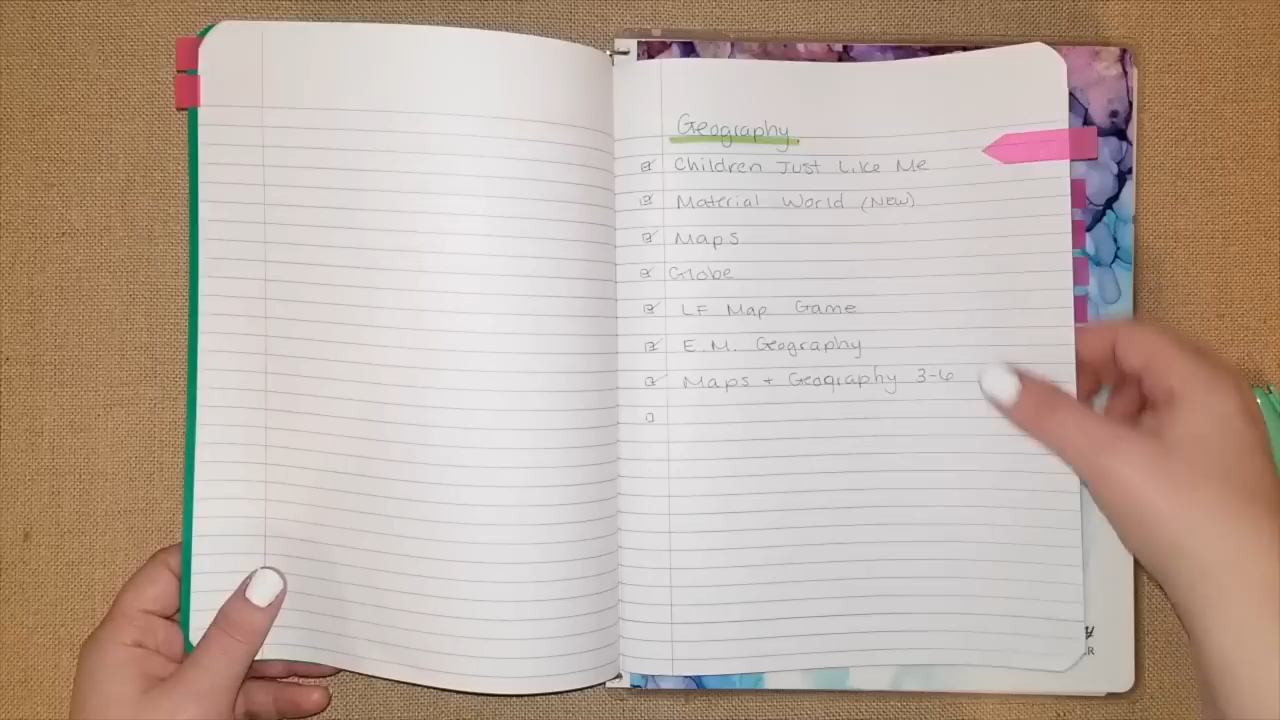 Geography
Children Just Like Me
Material World (New)
Maps
Globe
LF Map Game
E.M. Geography
Maps + Geography 3-6
R